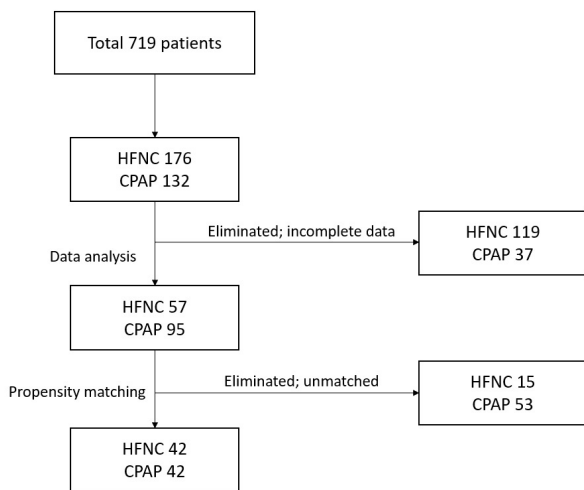 Total 719 patients
HFNC 176
CPAP 132
Eliminated; incomplete data
HFNC 119
CPAP 37
Data analysis
HFNC 57
CPAP 95
Propensity matching
Eliminated; unmatched
HFNC 15
CPAP 53
HFNC 42
CPAP 42